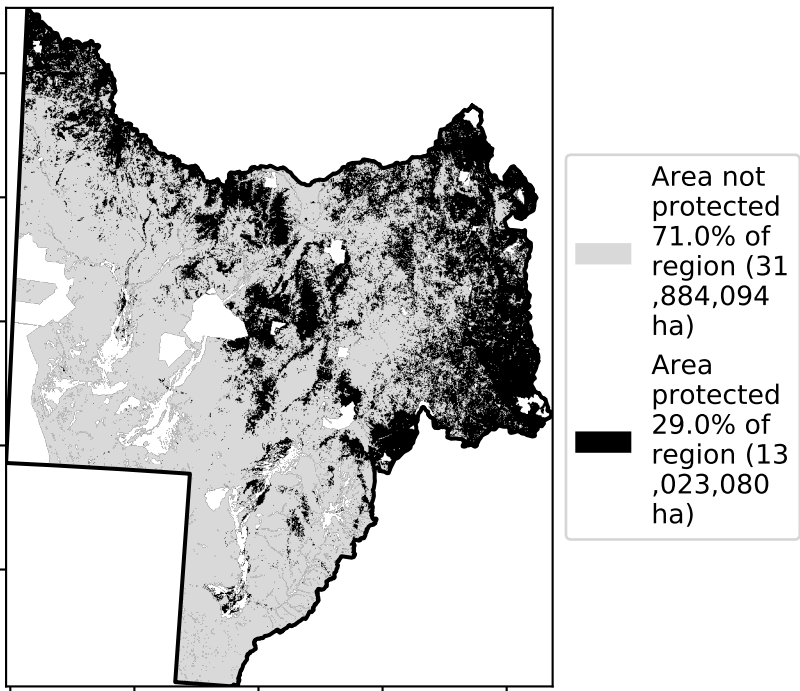 Area not
protected
71.0% of
region (31
,884,094
ha)
Area
protected
29.0% of
region (13
,023,080
ha)